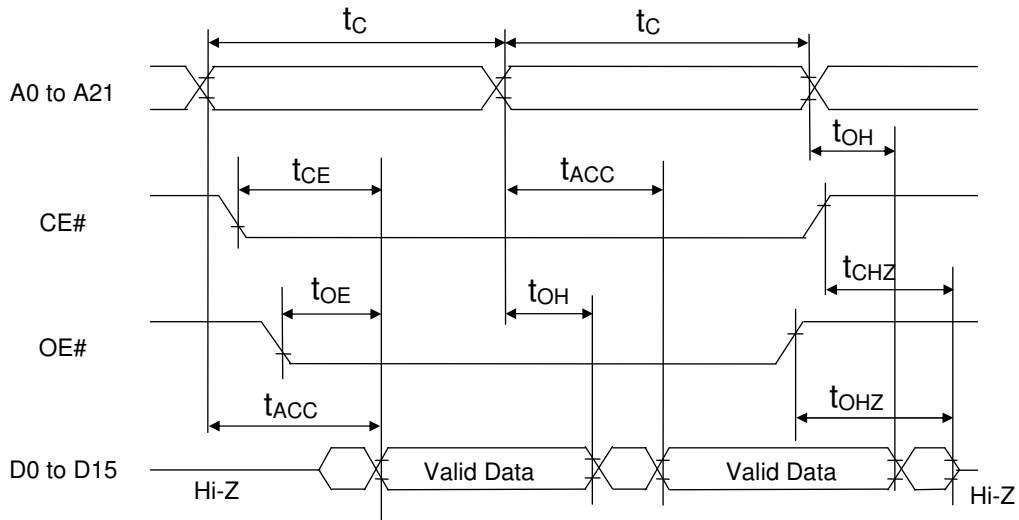 tC tC
A0 to A21
tOH
tCE tACC
CE#
tCHZ
tOE tOH
OE#
tACC tOHZ
D0 to D15 Valid Data Valid Data
Hi-Z Hi-Z